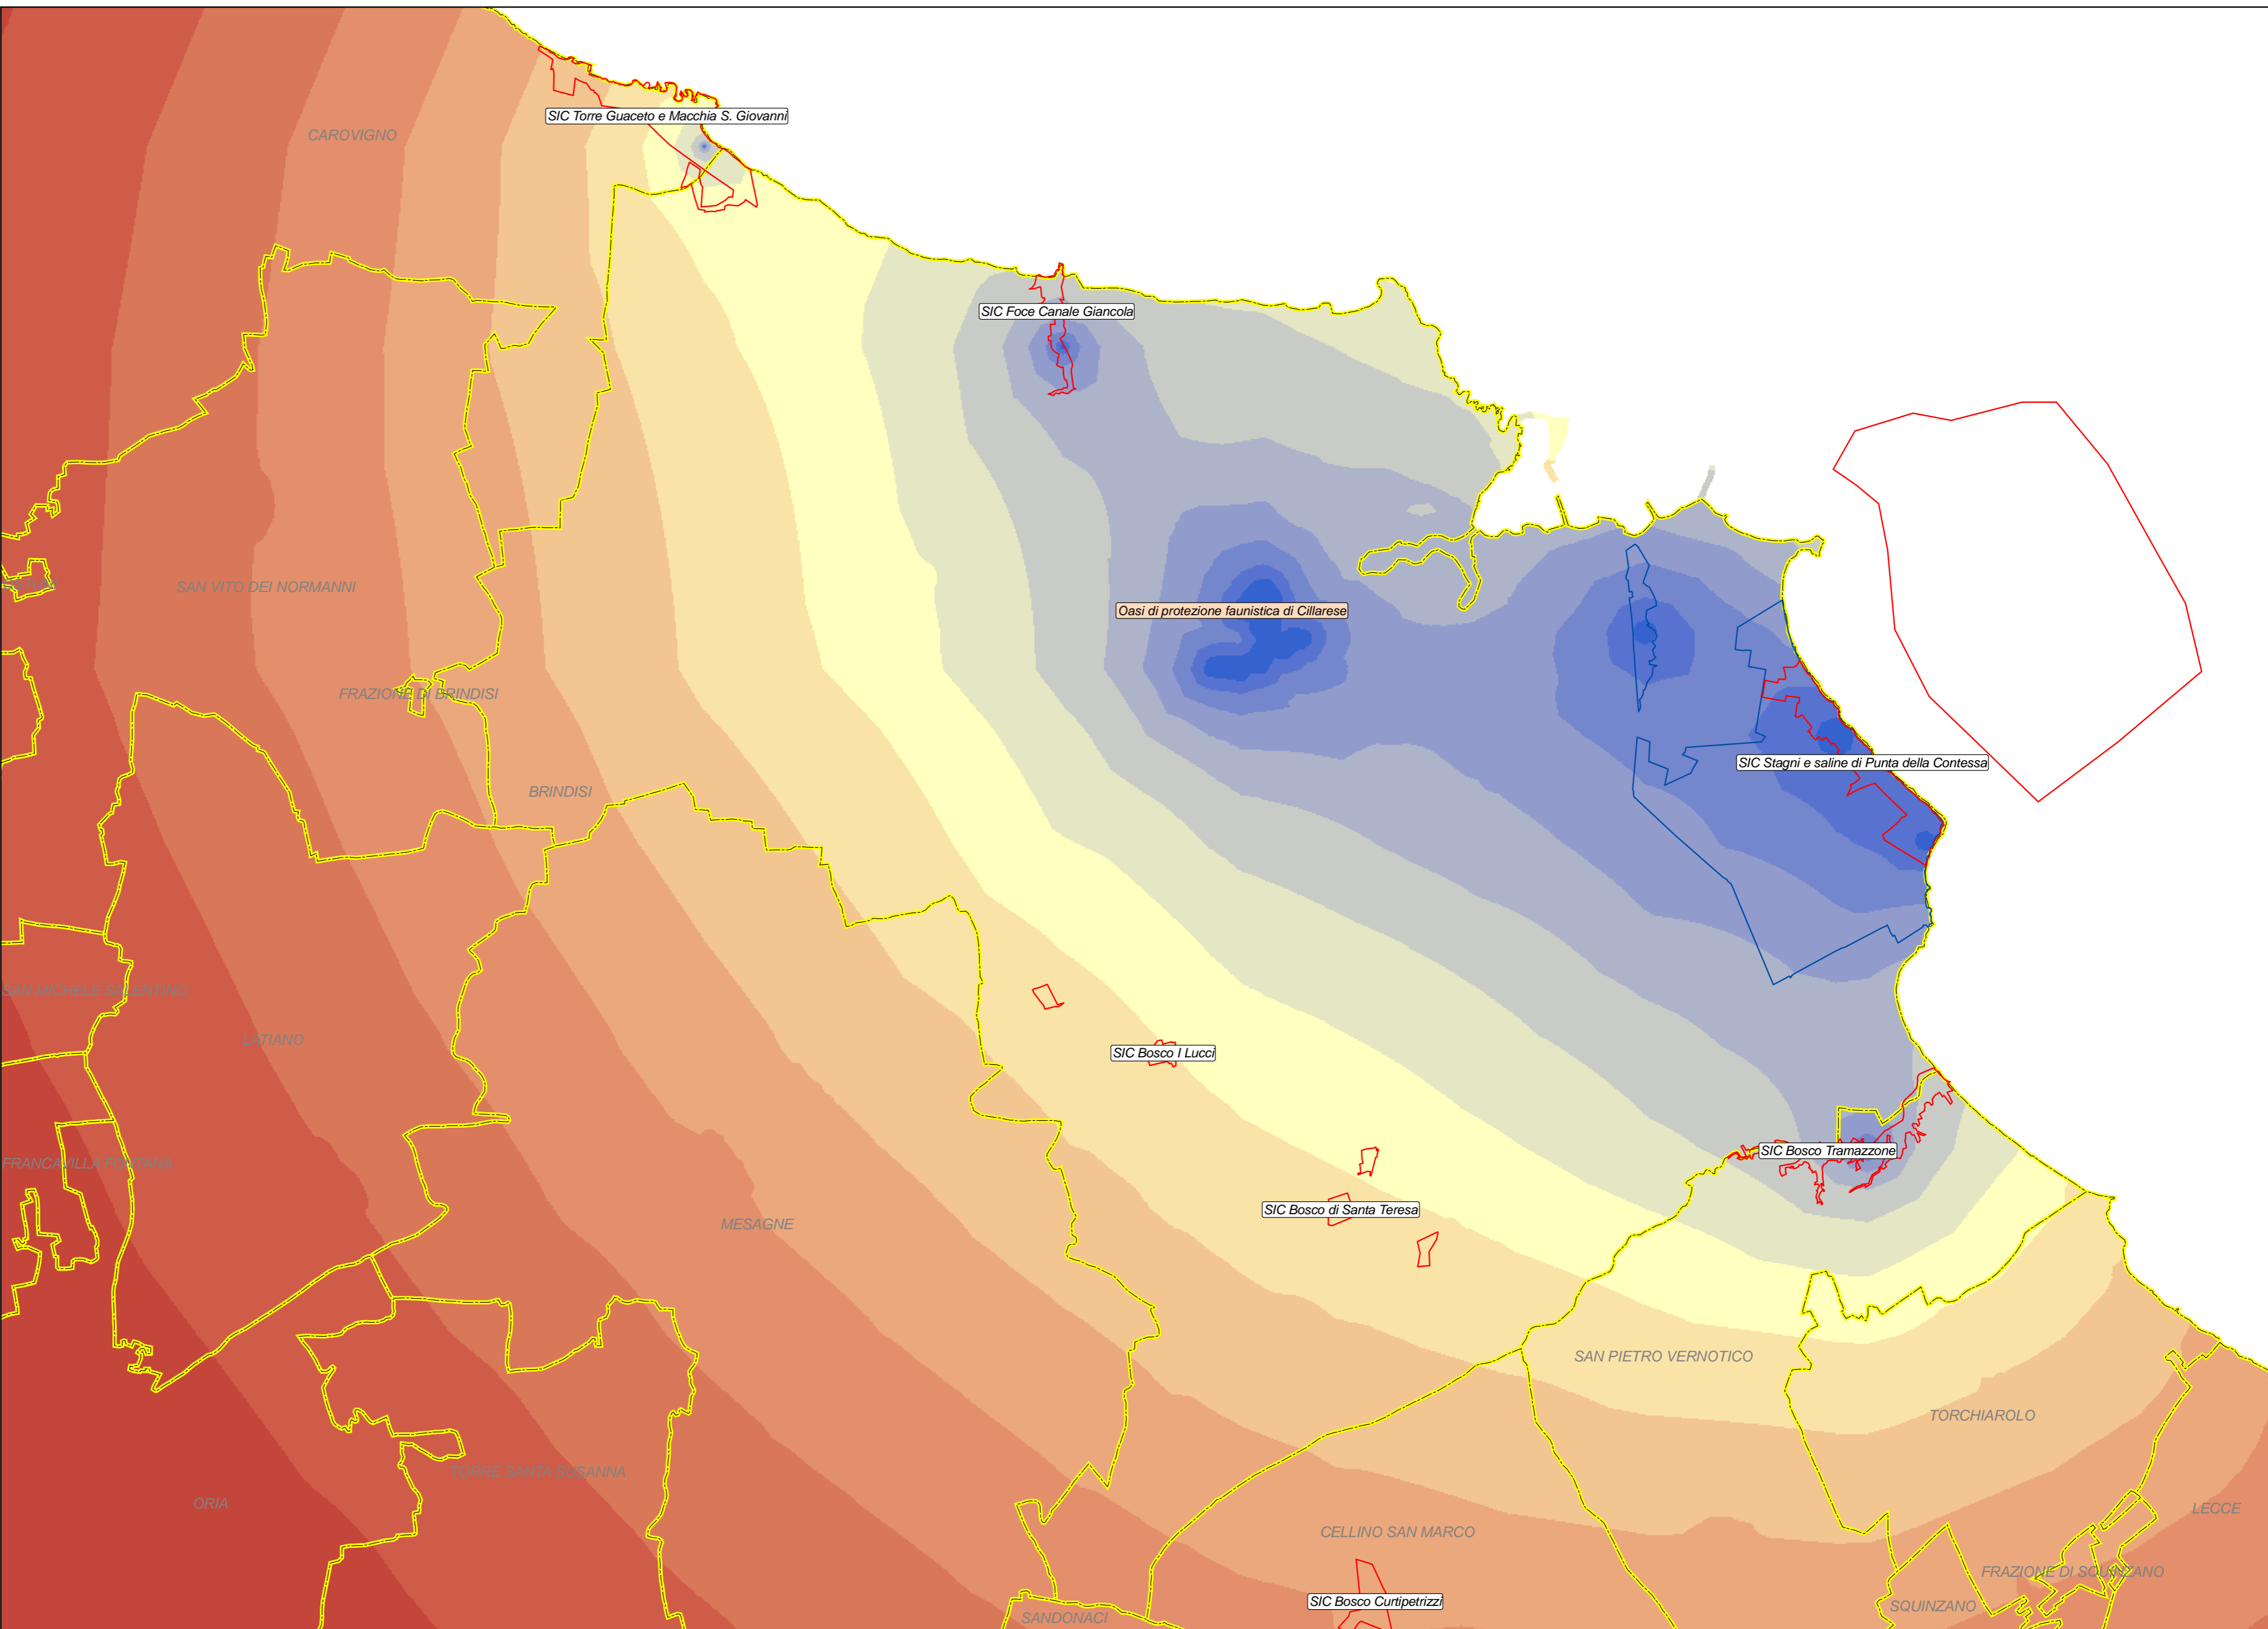 SIC Torre Guaceto e Macchia S. Giovanni
CAROVIGNO
SIC Foce Canale Giancola
SAN VITO DEI NORMANNI
Oasi di protezione faunistica di Cillarese
FRAZIONE DI BRINDISI
SIC Stagni e saline di Punta della Contessa
BRINDISI
SAN MICHELE SALENTINO
LATIANO
SIC Bosco I Lucci
SIC Bosco Tramazzone
FRANCAVILLA FONTANA
SIC Bosco di Santa Teresa
MESAGNE
SAN PIETRO VERNOTICO
TORCHIAROLO
TORRE SANTA SUSANNA
ORIA
LECCE
CELLINO SAN MARCO
FRAZIONE DI SQUINZANO
SIC Bosco Curtipetrizzi
SQUINZANO
SANDONACI